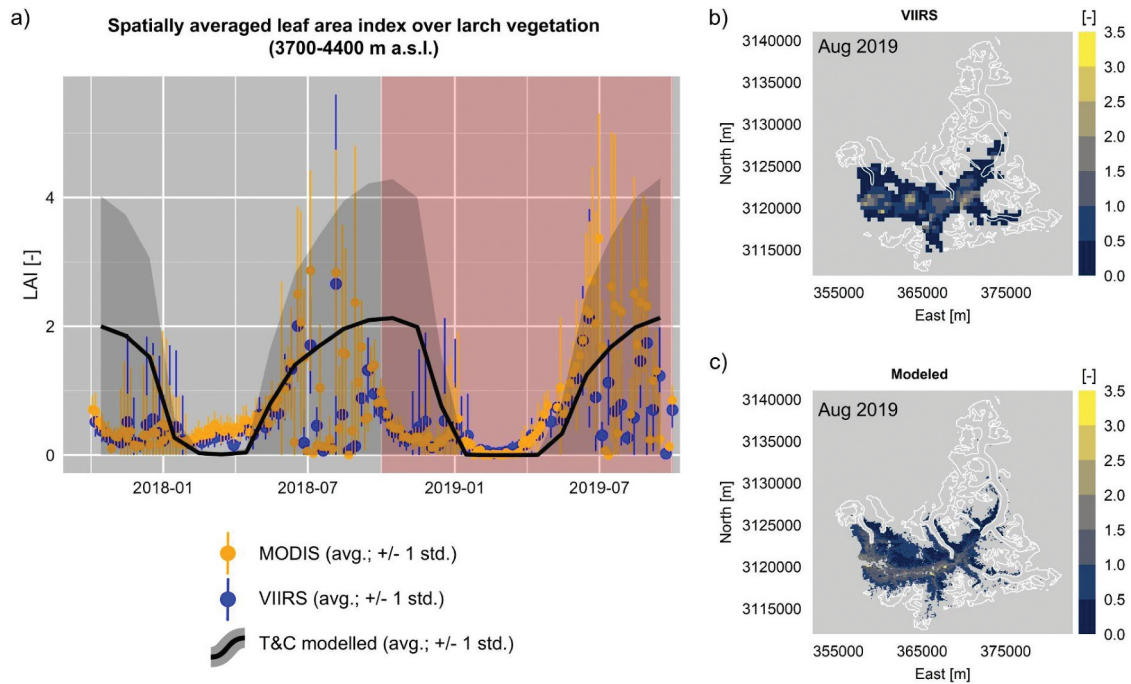 a)
Spatially averaged leaf area index over larch vegetation
(3700-4400 m a.s.l.)
LAI [-]
4
2
0
2018-01
2018-07
2019-01
2019-07
MODIS (avg.; +/- 1 std.)
VIIRS (avg.; +/- 1 std.)
T&C modelled (avg.; +/- 1 std.)
b)
VIIRS
[-]
Aug 2019
North [m]
3140000
3135000
3130000
3125000
3120000
3115000
355000
365000
375000
East [m]
3.5
3.0
2.5
2.0
1.5
1.0
0.5
0.0
c)
Modeled
[-]
Aug 2019
North [m]
3140000
3135000
3130000
3125000
3120000
3115000
355000
365000
375000
East [m]
3.5
3.0
2.5
2.0
1.5
1.0
0.5
0.0